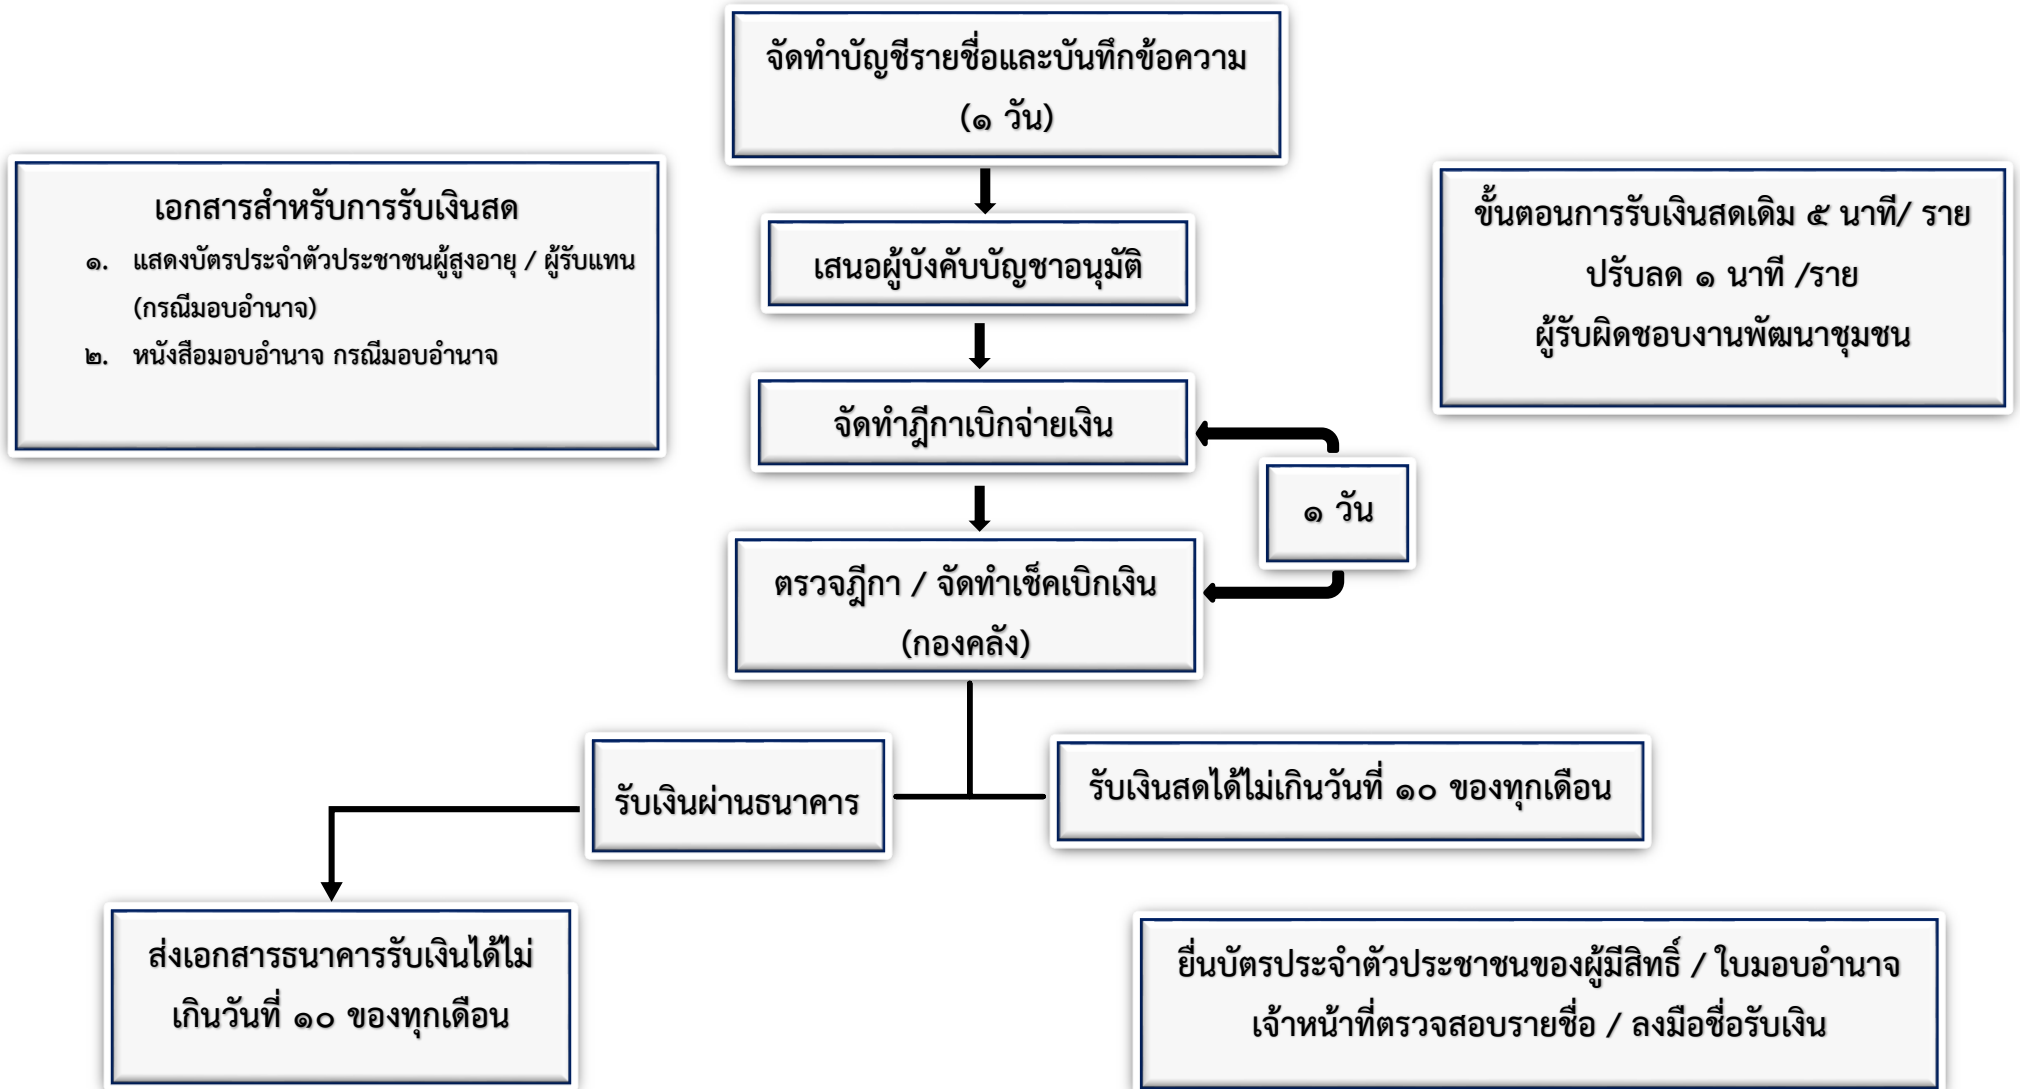 จัดทำบัญชีรายชื่อและบันทึกข้อความ
(๑ วัน)
เอกสารสำหรับการรับเงินสด
๑. แสดงบัตรประจำตัวประชาชนผู้สูงอายุ / ผู้รับแทน
(กรณีมอบอำนาจ)
๒. หนังสือมอบอำนาจ กรณีมอบอำนาจ
ขั้นตอนการรับเงินสดเดิม ๕ นาที/ ราย
ปรับลด ๑ นาที /ราย
ผู้รับผิดชอบงานพัฒนาชุมชน
เสนอผู้บังคับบัญชาอนุมัติ
จัดทำฎีกาเบิกจ่ายเงิน
๑ วัน
ตรวจฎีกา / จัดทำเช็คเบิกเงิน
(กองคลัง)
รับเงินผ่านธนาคาร
รับเงินสดได้ไม่เกินวันที่ ๑๐ ของทุกเดือน
ส่งเอกสารธนาคารรับเงินได้ไม่
เกินวันที่ ๑๐ ของทุกเดือน
ยื่นบัตรประจำตัวประชาชนของผู้มีสิทธิ์ / ใบมอบอำนาจ
เจ้าหน้าที่ตรวจสอบรายชื่อ / ลงมือชื่อรับเงิน